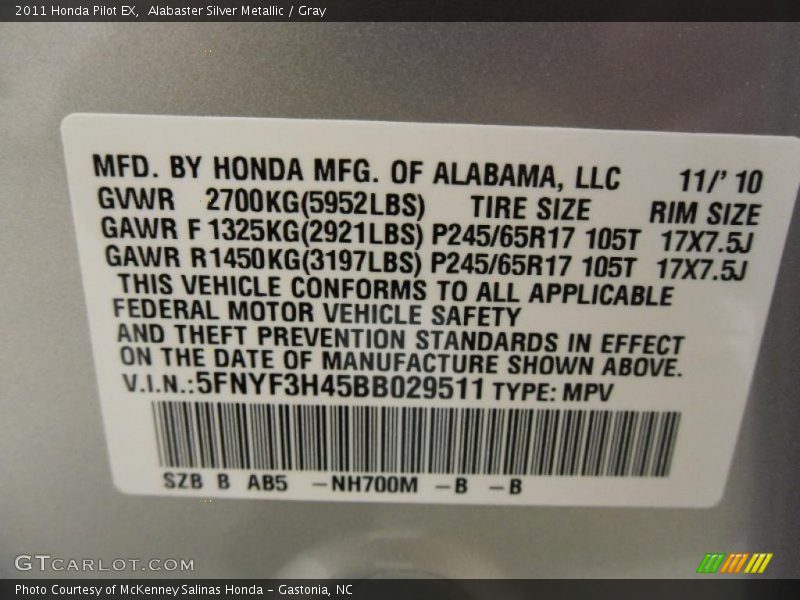 2011 Honda Pilot EX, Alabaster Silver Metallic / Gray
MFD. BY HONDA MFG. OF ALABAMA, LLC 11/' 10
GVWR 2700KG(5952LBS) TIRE SIZE RIM SIZE
GAWR F 1325KG(2921LBS) P245/65R17 105T 17X7.5J
GAWR R1450KG(3197LBS) P245/65R17 105T 17X7.5J
THIS VEHICLE CONFORMS TO ALL APPLICABLE
FEDERAL MOTOR VEHICLE SAFETY
AND THEFT PREVENTION STANDARDS IN EFFECT
ON THE DATE OF MANUFACTURE SHOWN ABOVE.
V.I.N.:5FNYF3H45BB029511 TYPE: MPV
SZB B AB5 –NH700M –B –B
GTCARLOT.COM
Photo Courtesy of McKenney Salinas Honda – Gastonia, NC